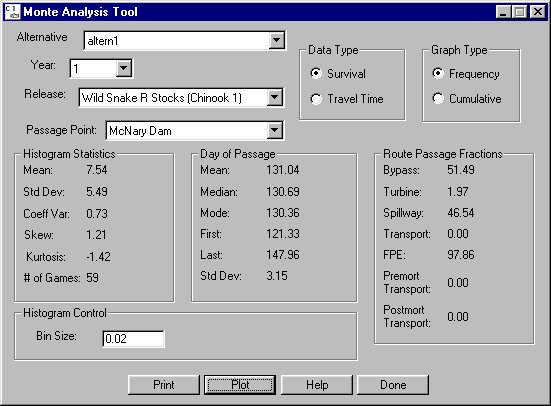 Monte Analysis Tool
Alternative altern1
Year: 1
Release: Wild Snake R Stocks (Chinook 1)
Passage Point: McNary Dam
Data Type
Survival
Travel Time
Graph Type
Frequency
Cumulative
Histogram Statistics
Mean: 7.54
Std Dev: 5.49
Coeff Var: 0.73
Skew: 1.21
Kurtosis: -1.42
# of Games: 59
Day of Passage
Mean: 131.04
Median: 130.69
Mode: 130.36
First: 121.33
Last: 147.96
Std Dev: 3.15
Route Passage Fractions
Bypass: 51.49
Turbine: 1.97
Spillway: 46.54
Transport: 0.00
FPE: 97.86
Premort
Transport: 0.00
Postmort
Transport: 0.00
Histogram Control
Bin Size: 0.02
Print Plot Help Done